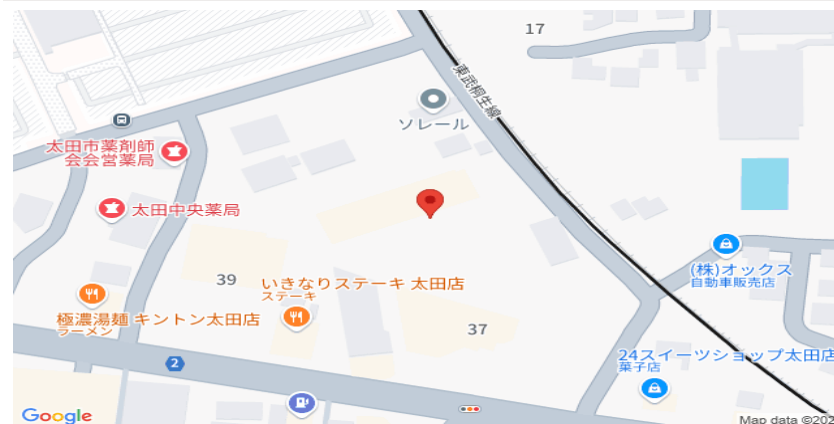 17
東武桐生線
ソレール
太田市薬剤師
会会営薬局
太田中央薬局
(株)オックス
自動車販売店
39
いきなりステーキ 太田店
ステーキ
極濃湯麺 キントン太田店
ラーメン
37
24スイーツショップ太田店
菓子店
2
Google
Map data ©202